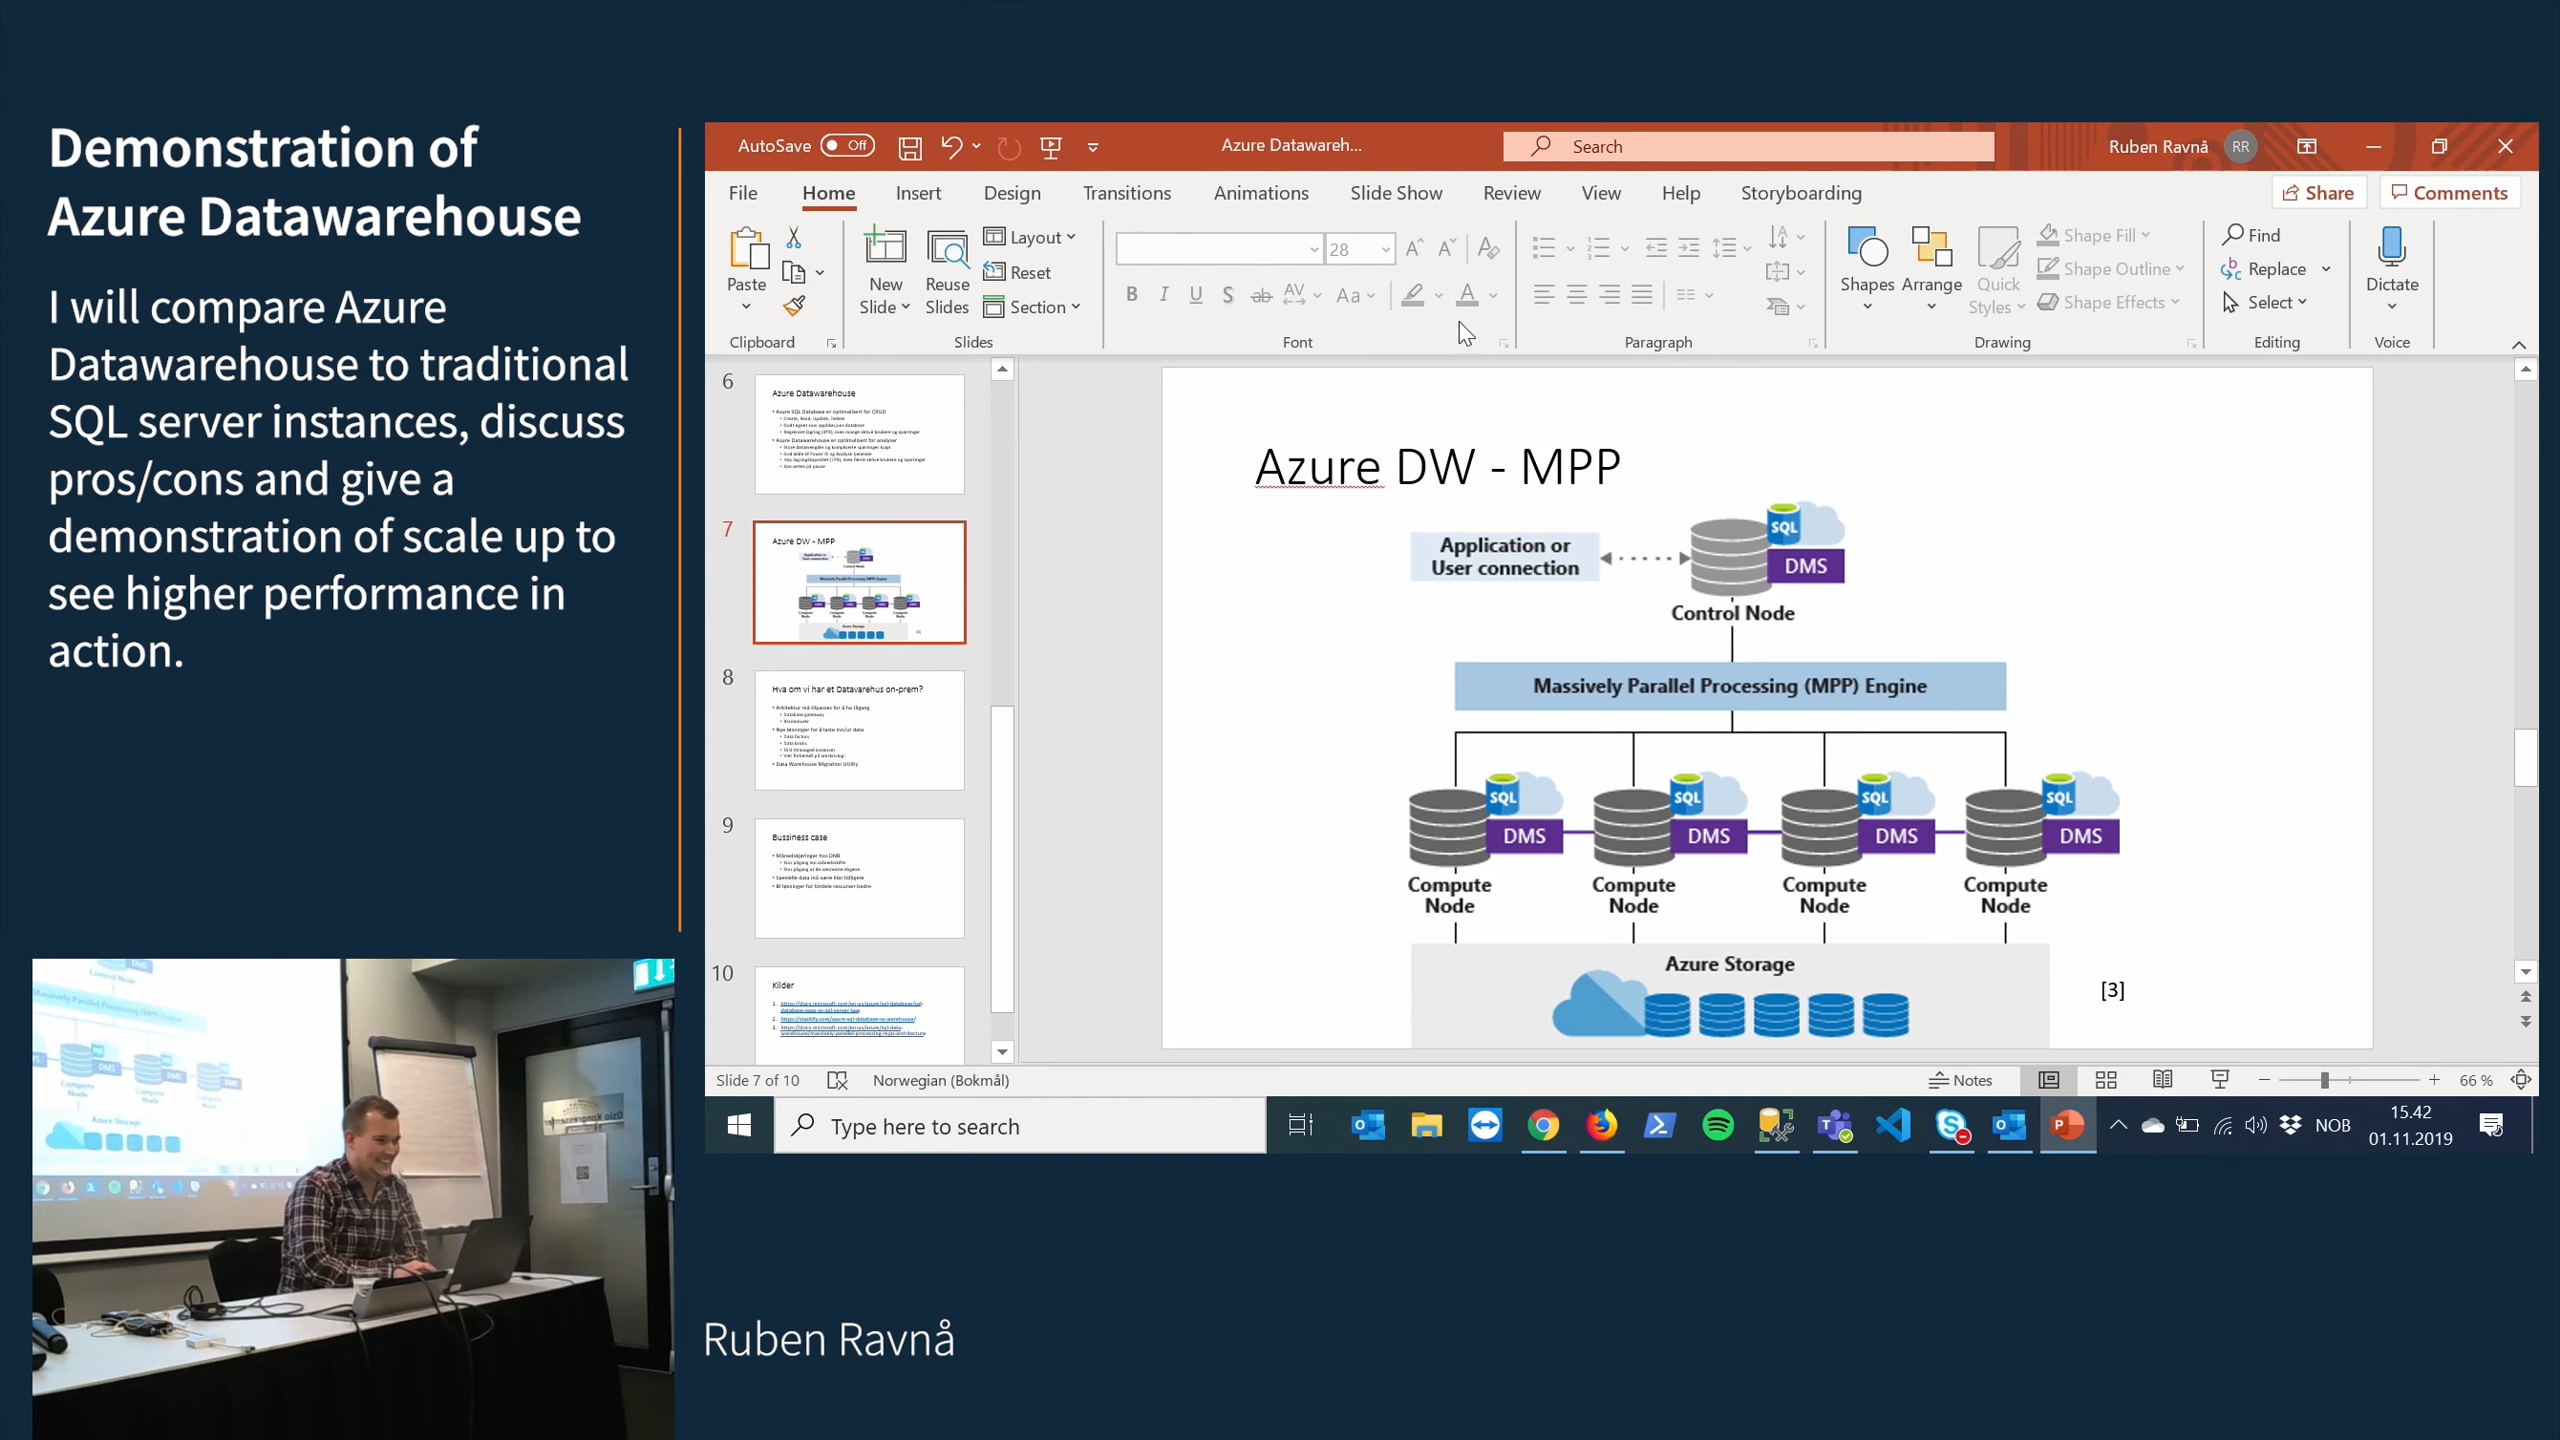 Demonstration of
Azure Datawarehouse
I will compare Azure
Datawarehouse to traditional
SQL server instances, discuss
pros/cons and give a
demonstration of scale up to
see higher performance in
action.
AutoSave Off
Azure Datawareh...
Search
Ruben Ravnå RR
File Home Insert Design Transitions Animations Slide Show Review View Help Storyboarding
Share Comments
Paste
New
Slide
Reuse
Slides
Layout
Reset
Section
28
Shapes
Arrange
Quick
Styles
Shape Fill
Shape Outline
Shape Effects
Find
Replace
Select
Dictate
Clipboard Slides Font Paragraph Drawing Editing Voice
6
Azure Datawarehouse
7
Azure DW - MPP
8
Hva om vi har et Datavarehus on-prem?
Data Warehouse Migration Utility
9
Bussiness case
10
Kilder
Azure DW - MPP
Application or
User connection
SQL
DMS
Control Node
Massively Parallel Processing (MPP) Engine
SQL SQL SQL SQL
DMS DMS DMS DMS
Compute Compute Compute Compute
Node Node Node Node
Azure Storage
[3]
Slide 7 of 10 Norwegian (Bokmål) Notes 66 %
Type here to search
NOB
15.42
01.11.2019
Ruben Ravnå